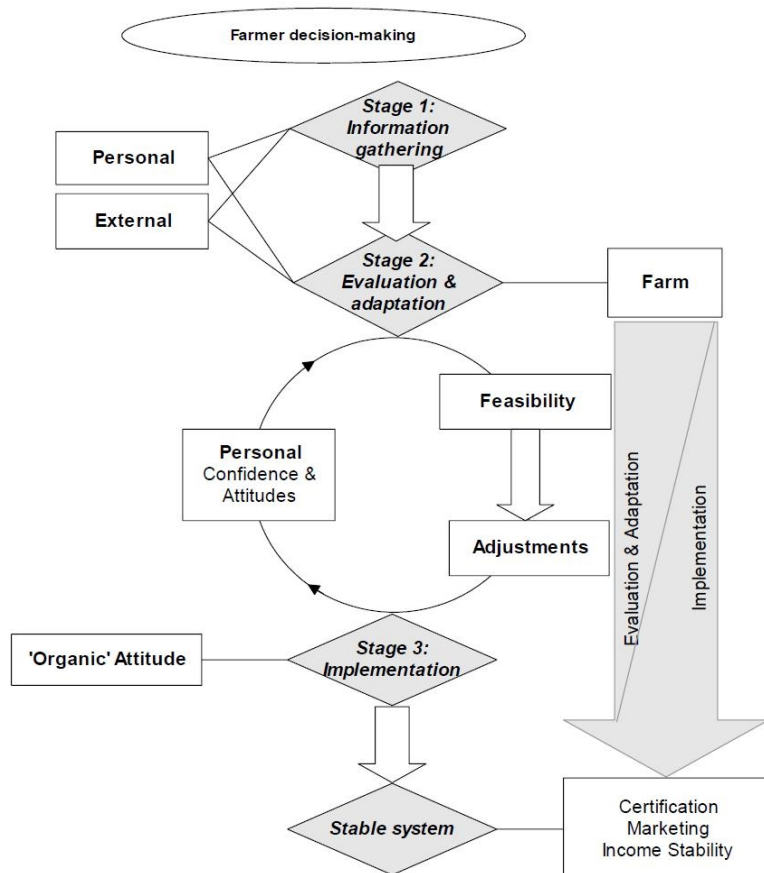 Farmer decision-making
Stage 1:
Information
gathering
Personal
External
Stage 2:
Evaluation &
adaptation
Farm
Feasibility
Personal
Confidence &
Attitudes
Adjustments
Evaluation & Adaptation
Implementation
'Organic' Attitude
Stage 3:
Implementation
Stable system
Certification
Marketing
Income Stability